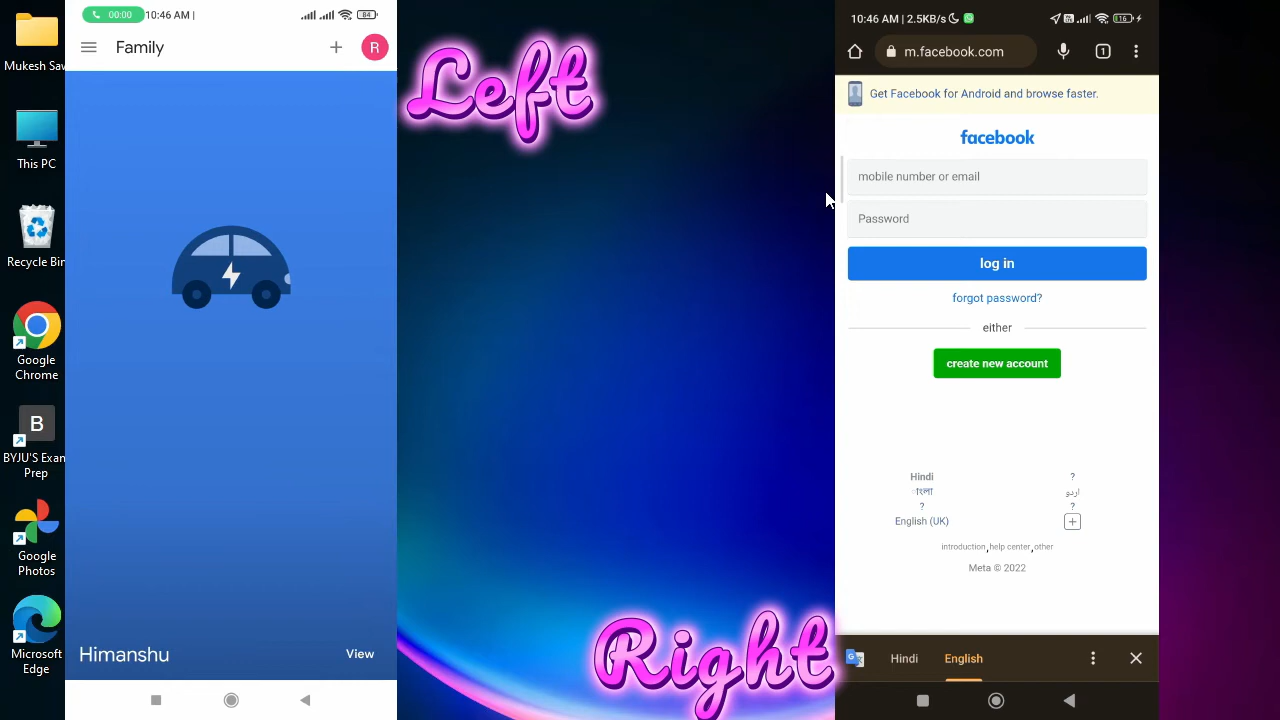 Mukesh Sav
This PC
Recycle Bin
Google
Chrome
B
BYJU'S Exam
Prep
Google
Photos
Microsoft
Edge
00:00 10:46 AM |
84
Family
R
Himanshu
View
Left
Right
10:46 AM | 2.5KB/s
16
m.facebook.com
1
Get Facebook for Android and browse faster.
facebook
mobile number or email
Password
log in
forgot password?
either
create new account
Hindi
?
বাংলা
اردو
?
?
English (UK)
+
introduction, help center, other
Meta © 2022
Hindi
English